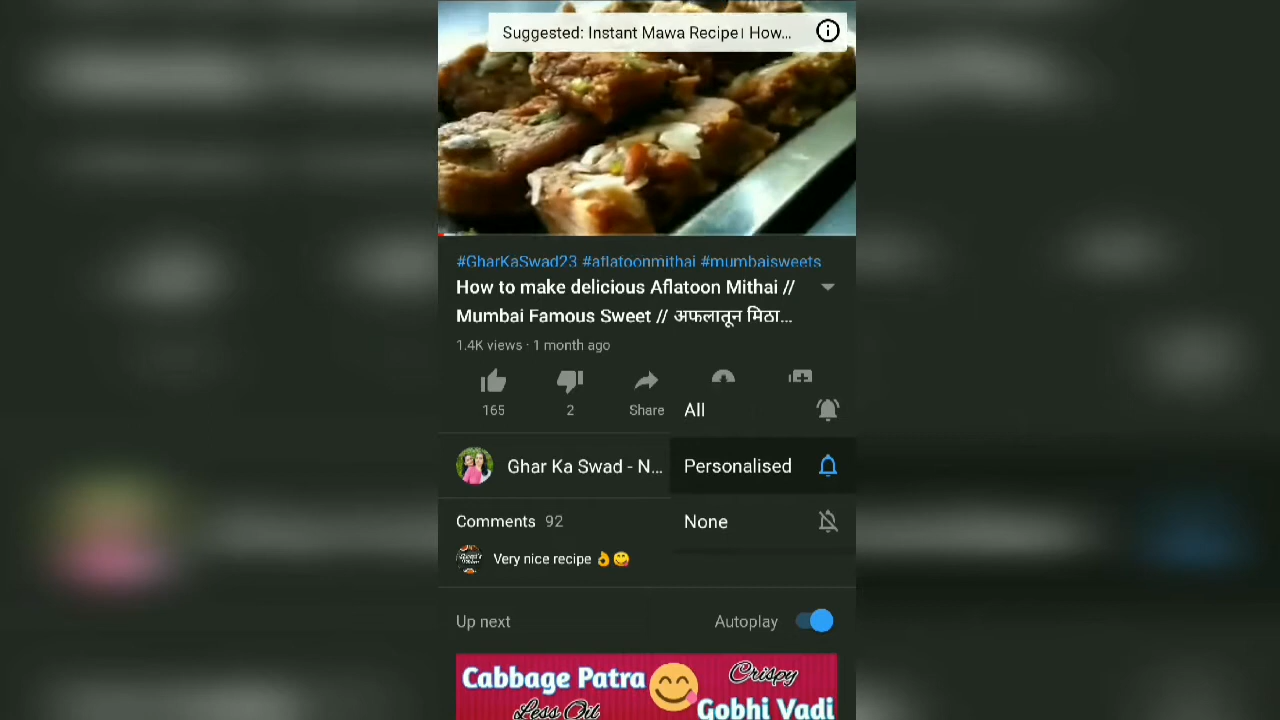 Suggested: Instant Mawa Recipe। How...
#GharKaSwad23 #aflatoonmithai #mumbaisweets
How to make delicious Aflatoon Mithai //
Mumbai Famous Sweet // अफलातून मिठा...
1.4K views · 1 month ago
165
2
Share
All
Ghar Ka Swad - N...
Personalised
Comments 92
None
Very nice recipe 👌😋
Up next
Autoplay
Cabbage Patra
Crispy
Less Oil
Gobhi Vadi